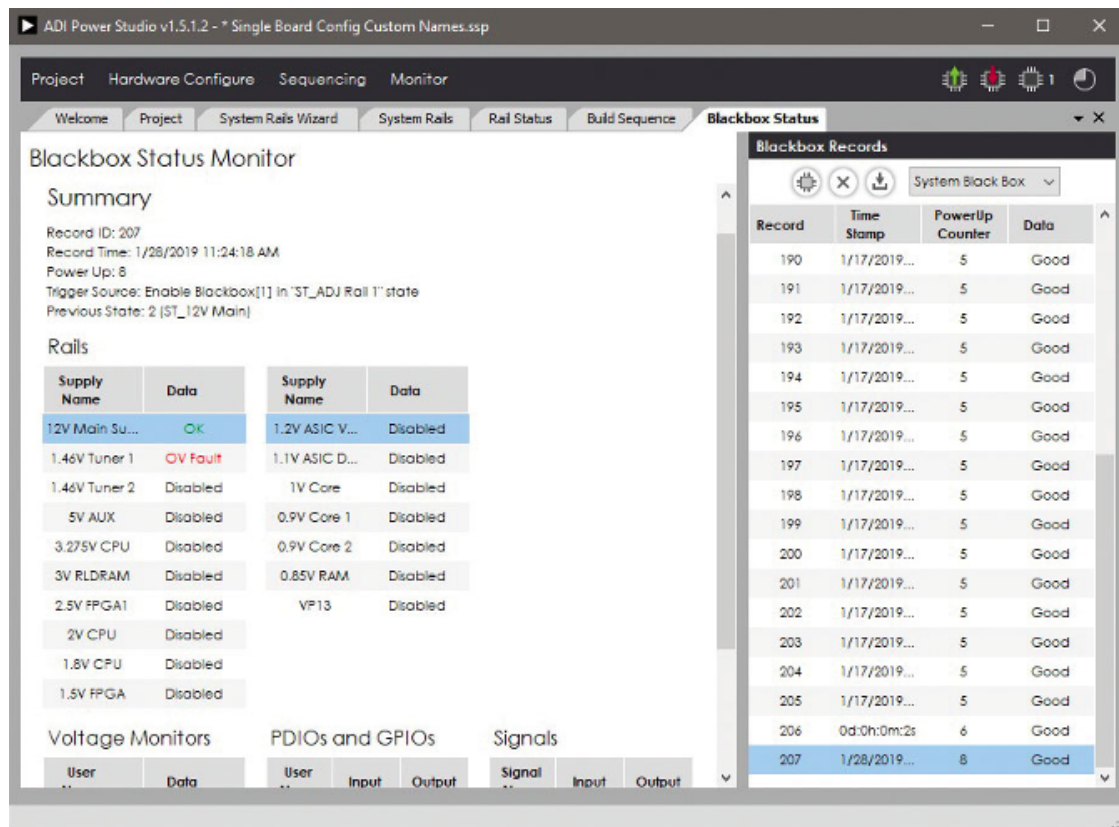 ADI Power Studio v1.5.1.2 - * Single Board Config Custom Names.ssp
Project Hardware Configure Sequencing Monitor
1
Welcome Project System Rails Wizard System Rails Rail Status Build Sequence Blackbox Status
Blackbox Status Monitor
Summary
Record ID: 207
Record Time: 1/28/2019 11:24:18 AM
Power Up: 8
Trigger Source: Enable Blackbox[1] in "ST_ADJ Rail 1" state
Previous State: 2 (ST_12V Main)
Rails
Supply Name Data Supply Name Data
12V Main Su... OK 1.2V ASIC V... Disabled
1.46V Tuner 1 OV Fault 1.1V ASIC D... Disabled
1.46V Tuner 2 Disabled 1V Core Disabled
5V AUX Disabled 0.9V Core 1 Disabled
3.275V CPU Disabled 0.9V Core 2 Disabled
3V RLDRAM Disabled 0.85V RAM Disabled
2.5V FPGA1 Disabled VP13 Disabled
2V CPU Disabled
1.8V CPU Disabled
1.5V FPGA Disabled
Voltage Monitors PDIOs and GPIOs Signals
User Data User Input Output Signal Input Output
Blackbox Records
System Black Box
Record Time Stamp PowerUp Counter Data
190 1/17/2019... 5 Good
191 1/17/2019... 5 Good
192 1/17/2019... 5 Good
193 1/17/2019... 5 Good
194 1/17/2019... 5 Good
195 1/17/2019... 5 Good
196 1/17/2019... 5 Good
197 1/17/2019... 5 Good
198 1/17/2019... 5 Good
199 1/17/2019... 5 Good
200 1/17/2019... 5 Good
201 1/17/2019... 5 Good
202 1/17/2019... 5 Good
203 1/17/2019... 5 Good
204 1/17/2019... 5 Good
205 1/17/2019... 5 Good
206 0d:0h:0m:2s 6 Good
207 1/28/2019... 8 Good